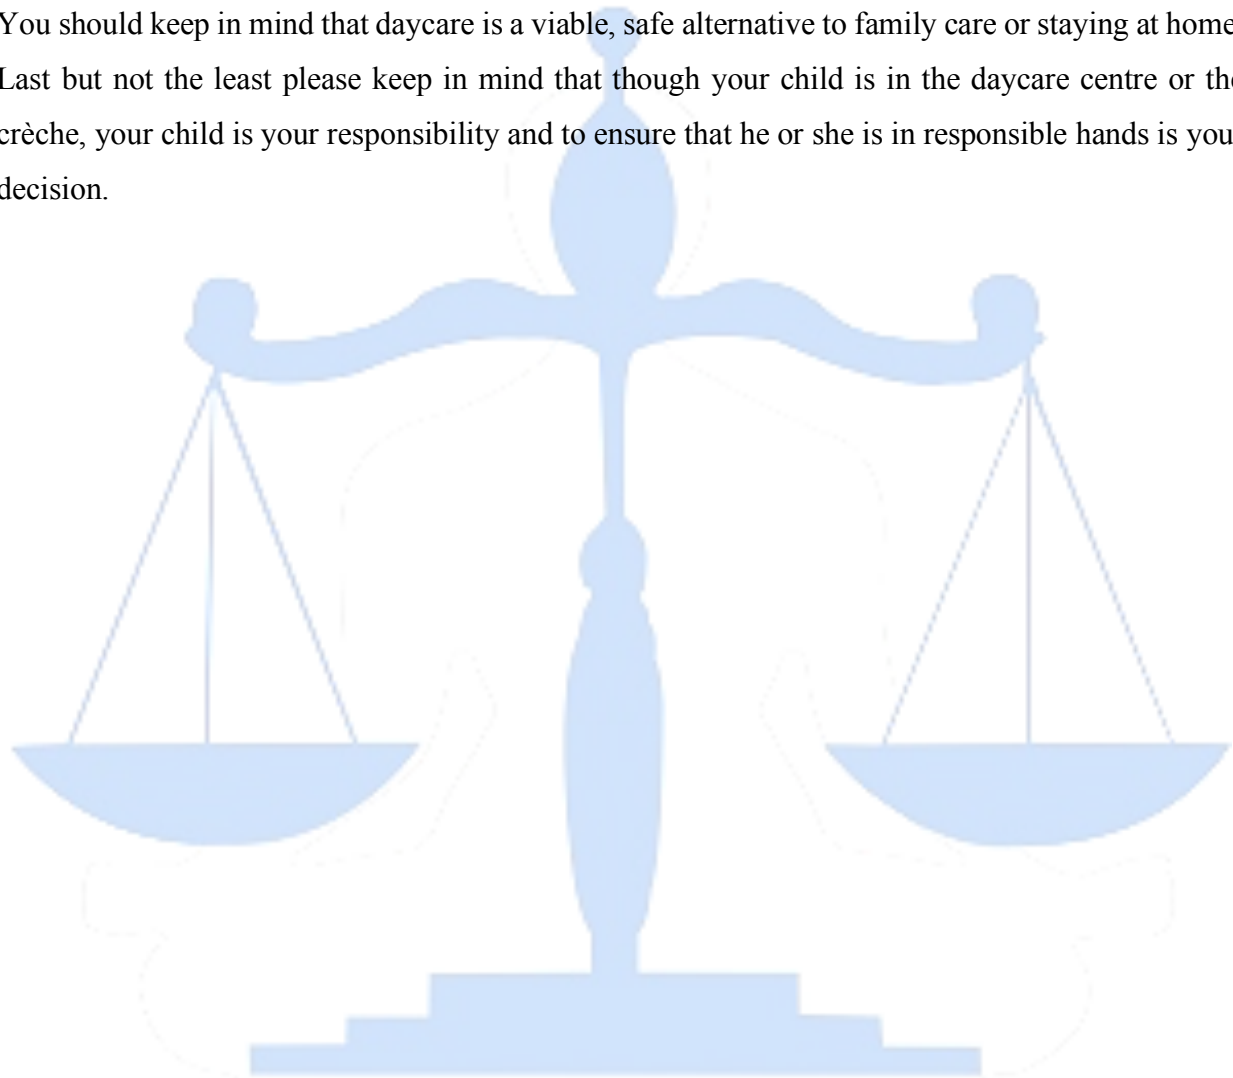 You should keep in mind that daycare is a viable, safe alternative to family care or staying at home
Last but not the least please keep in mind that though your child is in the daycare centre or the
crèche, your child is your responsibility and to ensure that he or she is in responsible hands is you
decision.